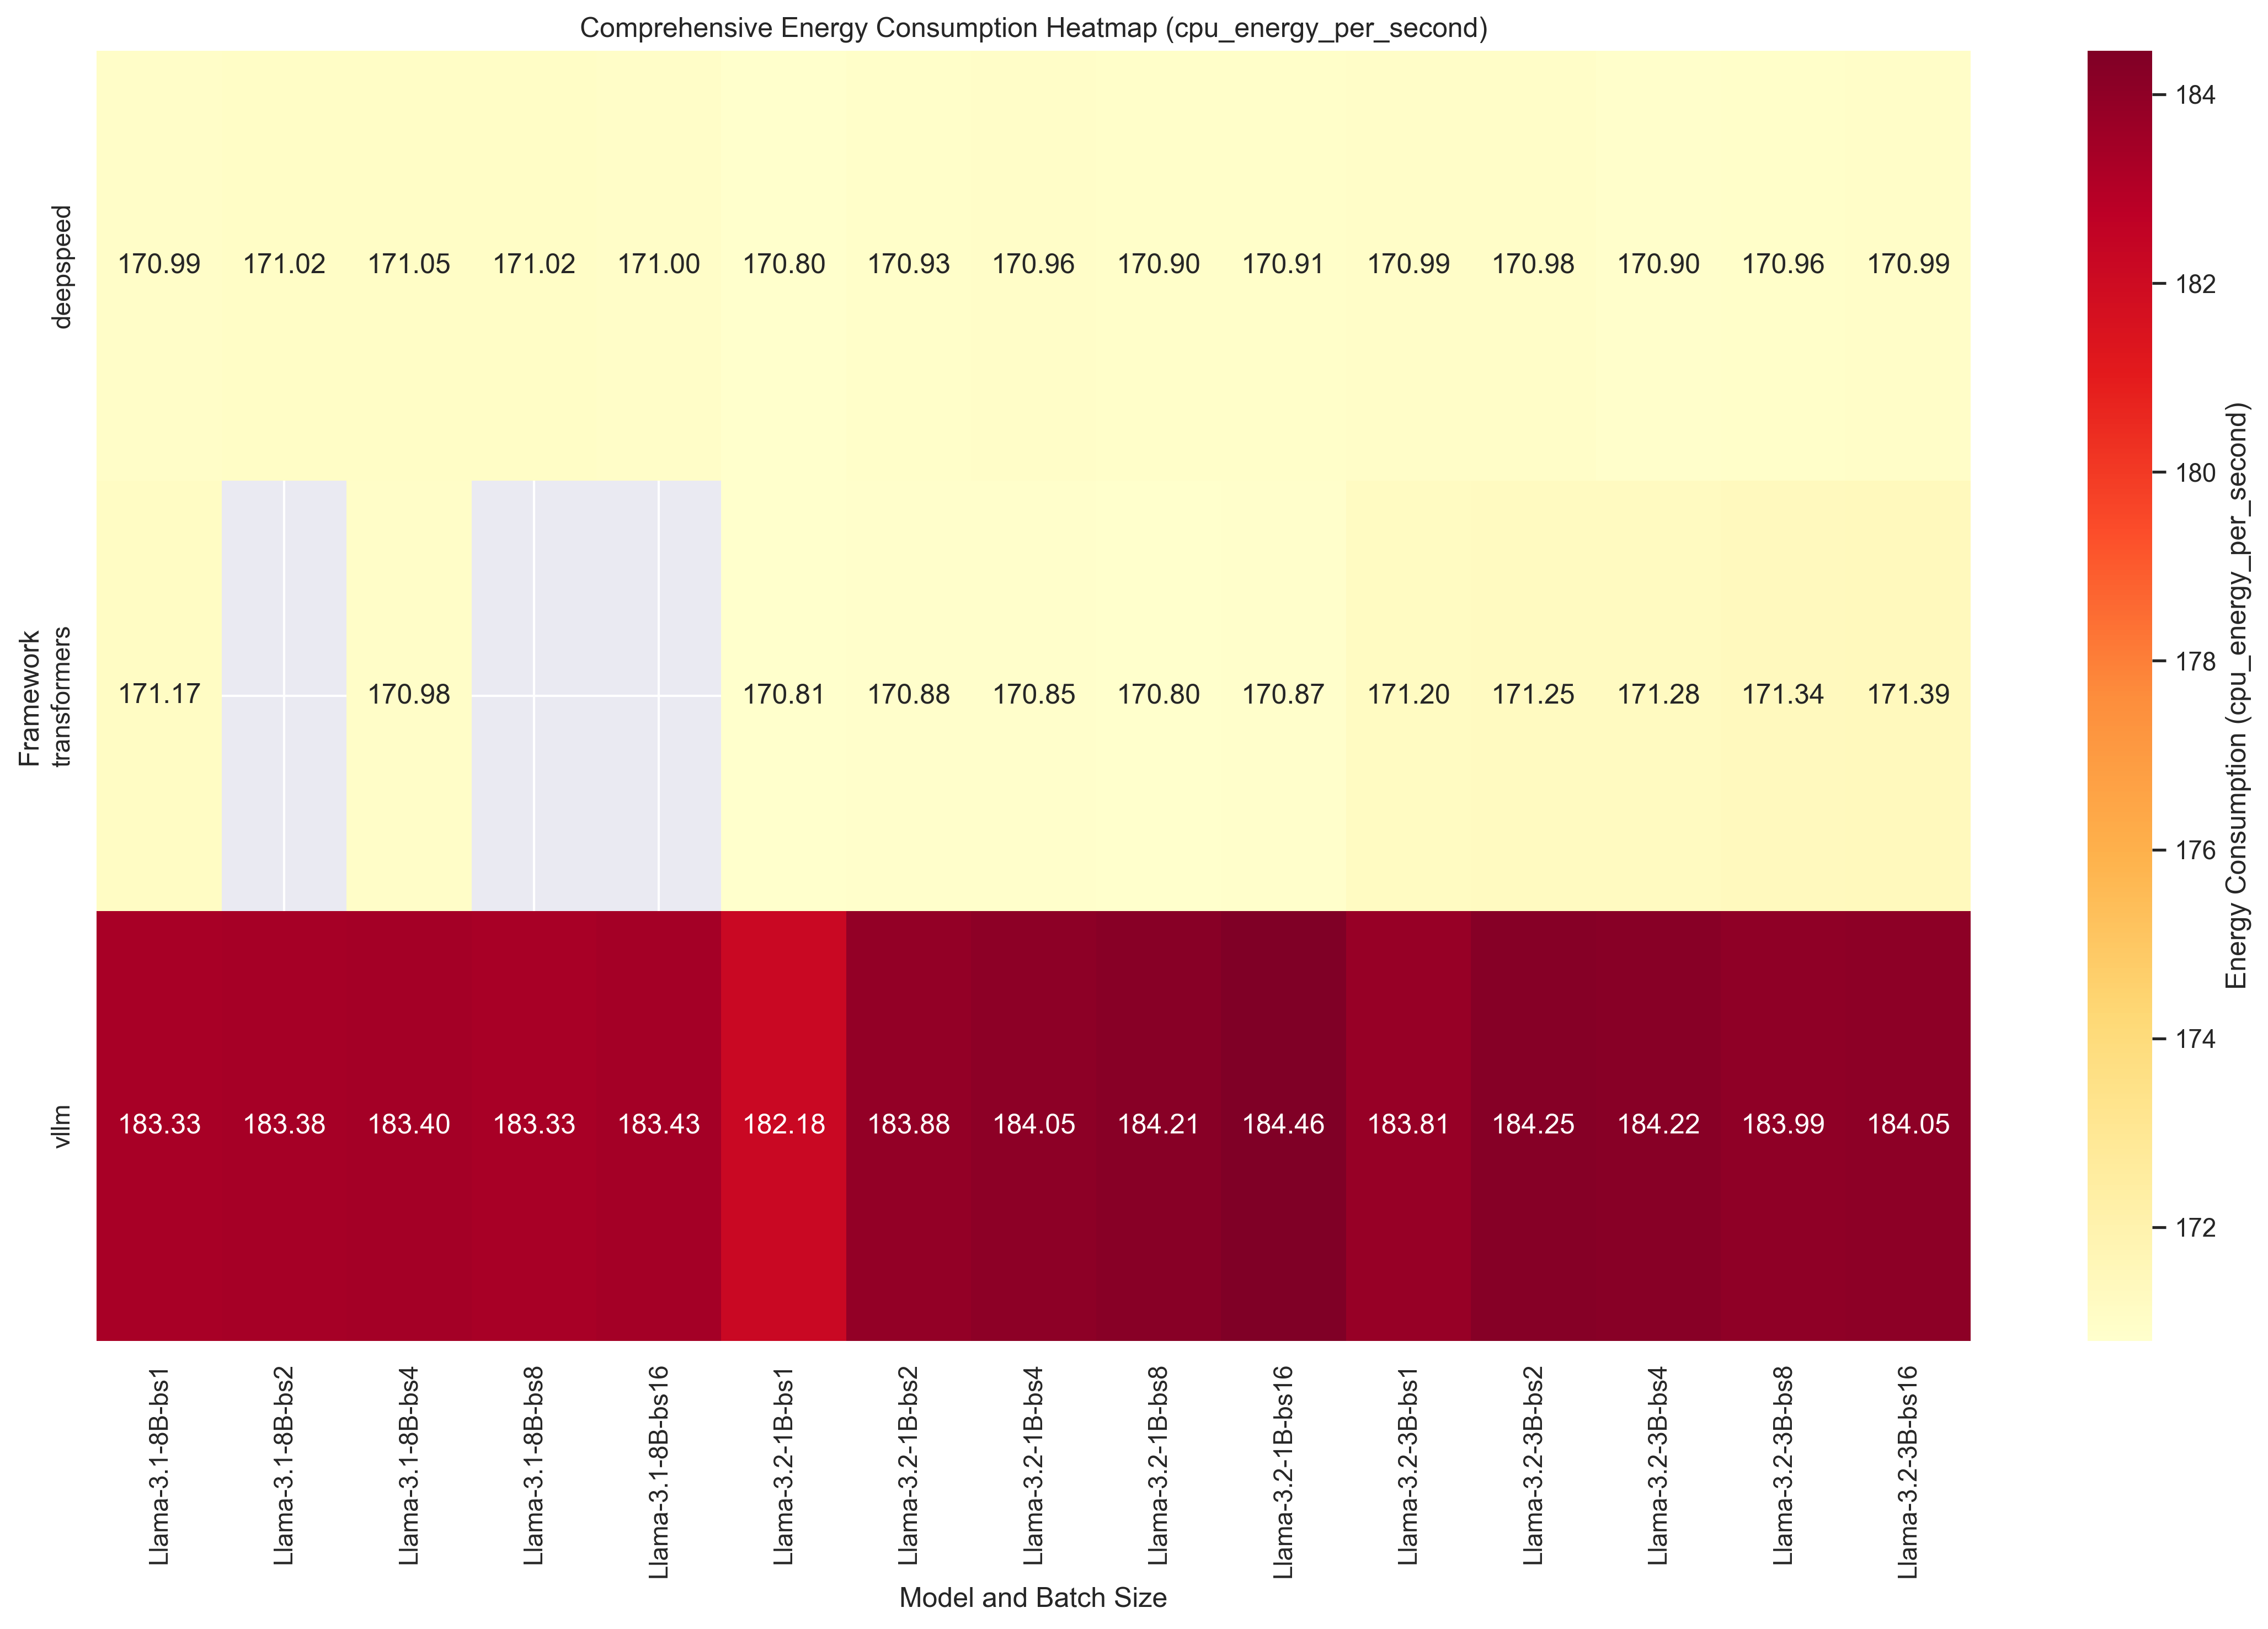 Comprehensive Energy Consumption Heatmap (cpu_energy_per_second)
Framework
deepspeed
170.99 171.02 171.05 171.02 171.00 170.80 170.93 170.96 170.90 170.91 170.99 170.98 170.90 170.96 170.99
transformers
171.17 170.98 170.81 170.88 170.85 170.80 170.87 171.20 171.25 171.28 171.34 171.39
vllm
183.33 183.38 183.40 183.33 183.43 182.18 183.88 184.05 184.21 184.46 183.81 184.25 184.22 183.99 184.05
Llama-3.1-8B-bs1
Llama-3.1-8B-bs2
Llama-3.1-8B-bs4
Llama-3.1-8B-bs8
Llama-3.1-8B-bs16
Llama-3.2-1B-bs1
Llama-3.2-1B-bs2
Llama-3.2-1B-bs4
Llama-3.2-1B-bs8
Llama-3.2-1B-bs16
Llama-3.2-3B-bs1
Llama-3.2-3B-bs2
Llama-3.2-3B-bs4
Llama-3.2-3B-bs8
Llama-3.2-3B-bs16
Model and Batch Size
184
182
180
178
176
174
172
Energy Consumption (cpu_energy_per_second)